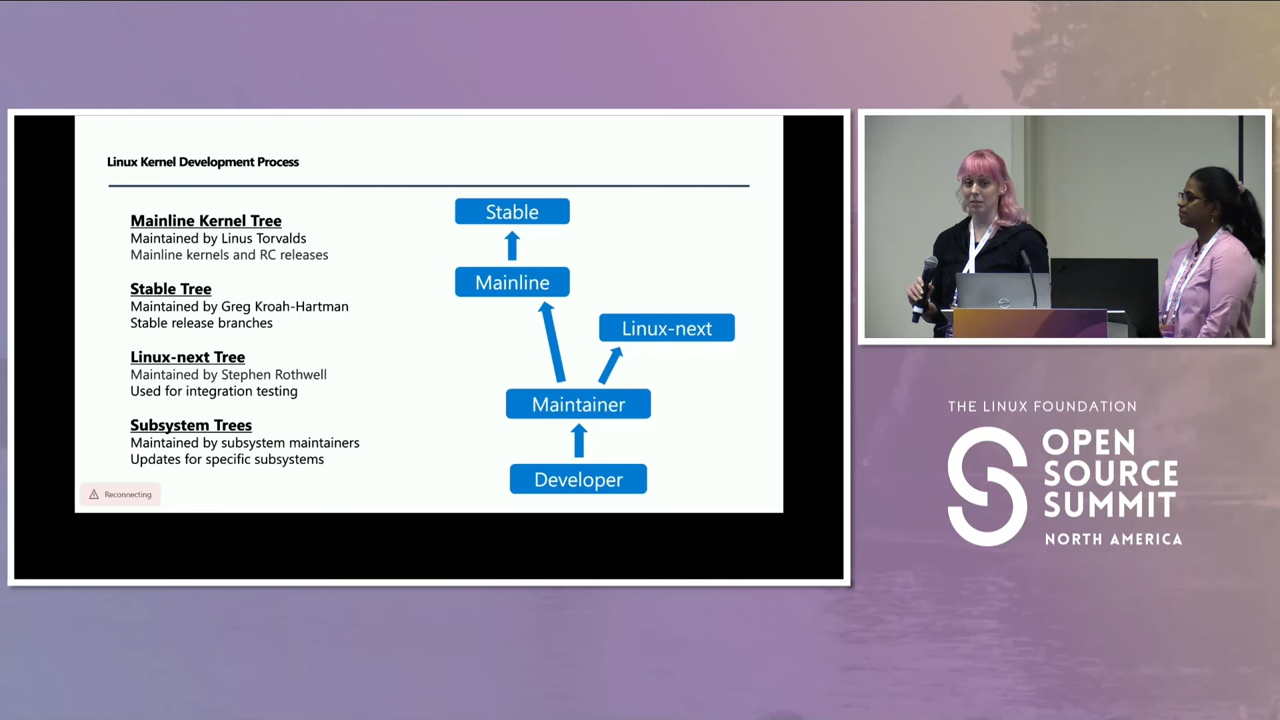 Linux Kernel Development Process
Mainline Kernel Tree
Maintained by Linus Torvalds
Mainline kernels and RC releases
Stable Tree
Maintained by Greg Kroah-Hartman
Stable release branches
Linux-next Tree
Maintained by Stephen Rothwell
Used for integration testing
Subsystem Trees
Maintained by subsystem maintainers
Updates for specific subsystems
Reconnecting
Stable
Mainline
Linux-next
Maintainer
Developer
THE LINUX FOUNDATION
OPEN
SOURCE
SUMMIT
NORTH AMERICA